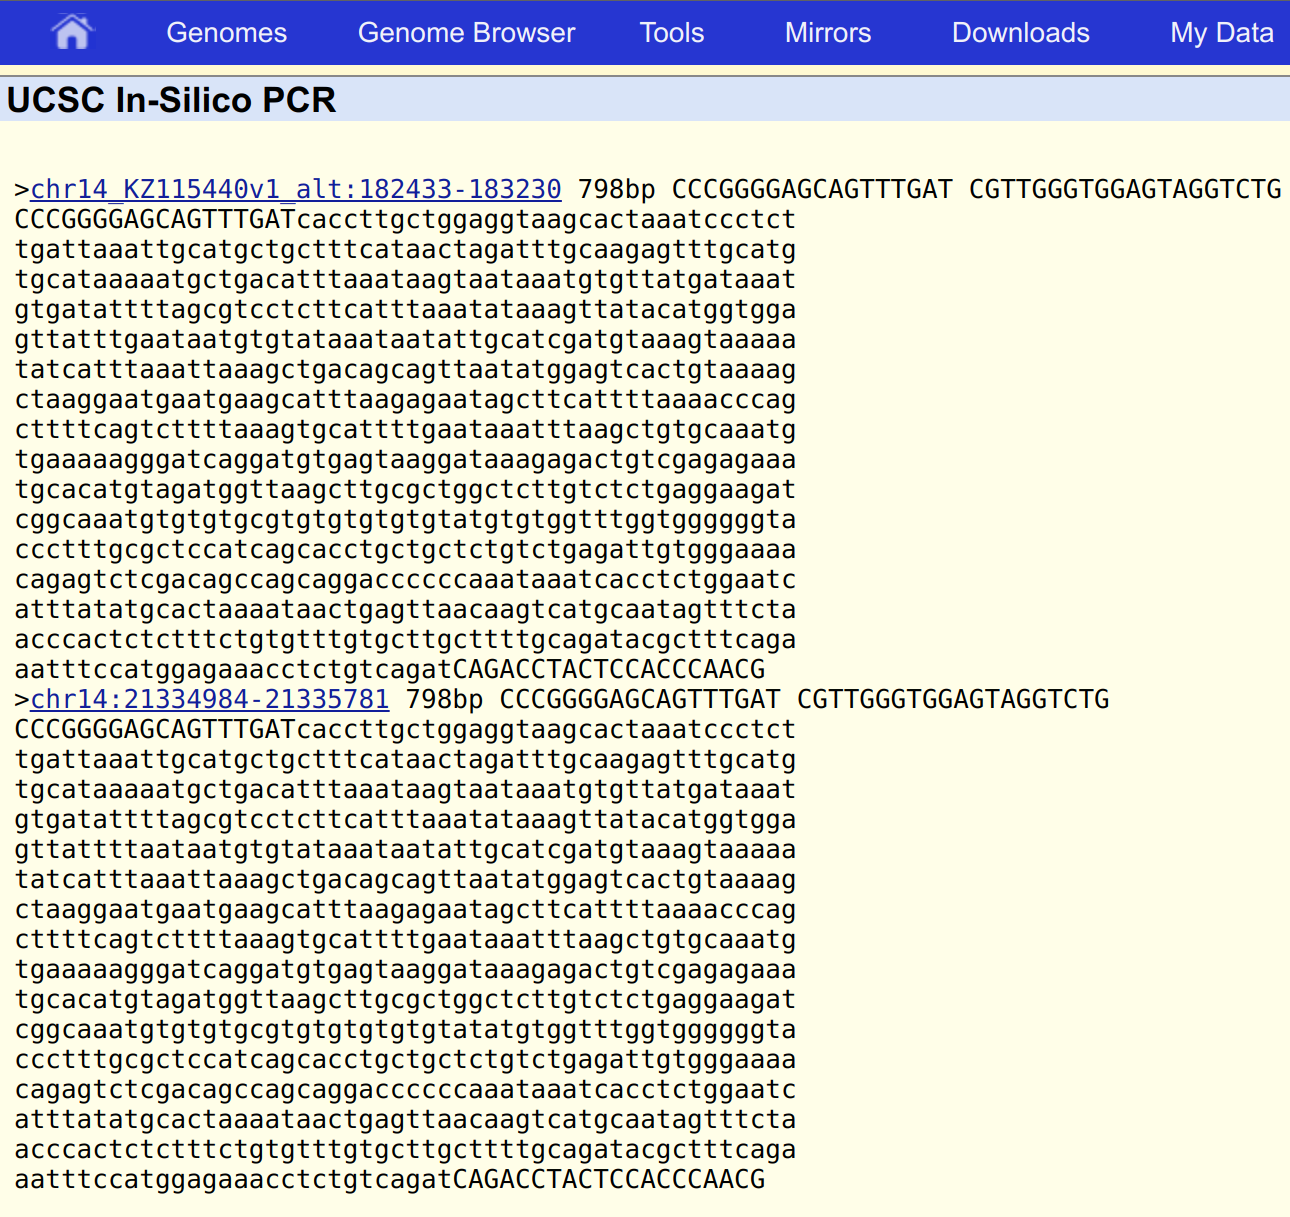 Genomes Genome Browser Tools Mirrors Downloads My Data
UCSC In-Silico PCR
>chr14_KZ115440v1_alt:182433-183230 798bp CCCGGGGAGCAGTTTGAT CGTTGGGTGGAGTAGGTCTG
CCCGGGGAGCAGTTTGATcaccttgctggaggtaagcactaaatccctct
tgattaaattgcatgctgctttcataactagatttgcaagagtttgcatg
tgcataaaaatgctgacatttaaataagtaataaatgtgttatgataaat
gtgatattttagcgtcctcttcatttaaatataaagttatacatggtgga
gttatttgaataatgtgtataaataatattgcatcgatgtaaagtaaaaa
tatcatttaaattaaagctgacagcagttaatatggagtcactgtaaaag
ctaaggaatgaatgaagcatttaagagaatagcttcattttaaaacccag
cttttcagtcttttaaagtgcattttgaataaatttaagctgtgcaaatg
tgaaaaagggatcaggatgtgagtaaggataaagagactgtcgagagaaa
tgcacatgtagatggttaagcttgcgctggctcttgtctctgaggaagat
cggcaaatgtgtgtgcgtgtgtgtgtgtatgtgtggtttggtggggggta
ccctttgcgctccatcagcacctgctgctctgtctgagattgtgggaaaa
cagagtctcgacagccagcaggaccccccaaataaatcacctctggaatc
atttatatgcactaaaataactgagttaacaagtcatgcaatagtttcta
acccactctctttctgtgtttgtgcttgcttttgcagatacgctttcaga
aatttccatggagaaacctctgtcagatCAGACCTACTCCACCCAACG
>chr14:21334984-21335781 798bp CCCGGGGAGCAGTTTGAT CGTTGGGTGGAGTAGGTCTG
CCCGGGGAGCAGTTTGATcaccttgctggaggtaagcactaaatccctct
tgattaaattgcatgctgctttcataactagatttgcaagagtttgcatg
tgcataaaaatgctgacatttaaataagtaataaatgtgttatgataaat
gtgatattttagcgtcctcttcatttaaatataaagttatacatggtgga
gttattttaataatgtgtataaataatattgcatcgatgtaaagtaaaaa
tatcatttaaattaaagctgacagcagttaatatggagtcactgtaaaag
ctaaggaatgaatgaagcatttaagagaatagcttcattttaaaacccag
cttttcagtcttttaaagtgcattttgaataaatttaagctgtgcaaatg
tgaaaaagggatcaggatgtgagtaaggataaagagactgtcgagagaaa
tgcacatgtagatggttaagcttgcgctggctcttgtctctgaggaagat
cggcaaatgtgtgtgcgtgtgtgtgtgtatatgtggtttggtggggggta
ccctttgcgctccatcagcacctgctgctctgtctgagattgtgggaaaa
cagagtctcgacagccagcaggaccccccaaataaatcacctctggaatc
atttatatgcactaaaataactgagttaacaagtcatgcaatagtttcta
acccactctctttctgtgtttgtgcttgcttttgcagatacgctttcaga
aatttccatggagaaacctctgtcagatCAGACCTACTCCACCCAACG